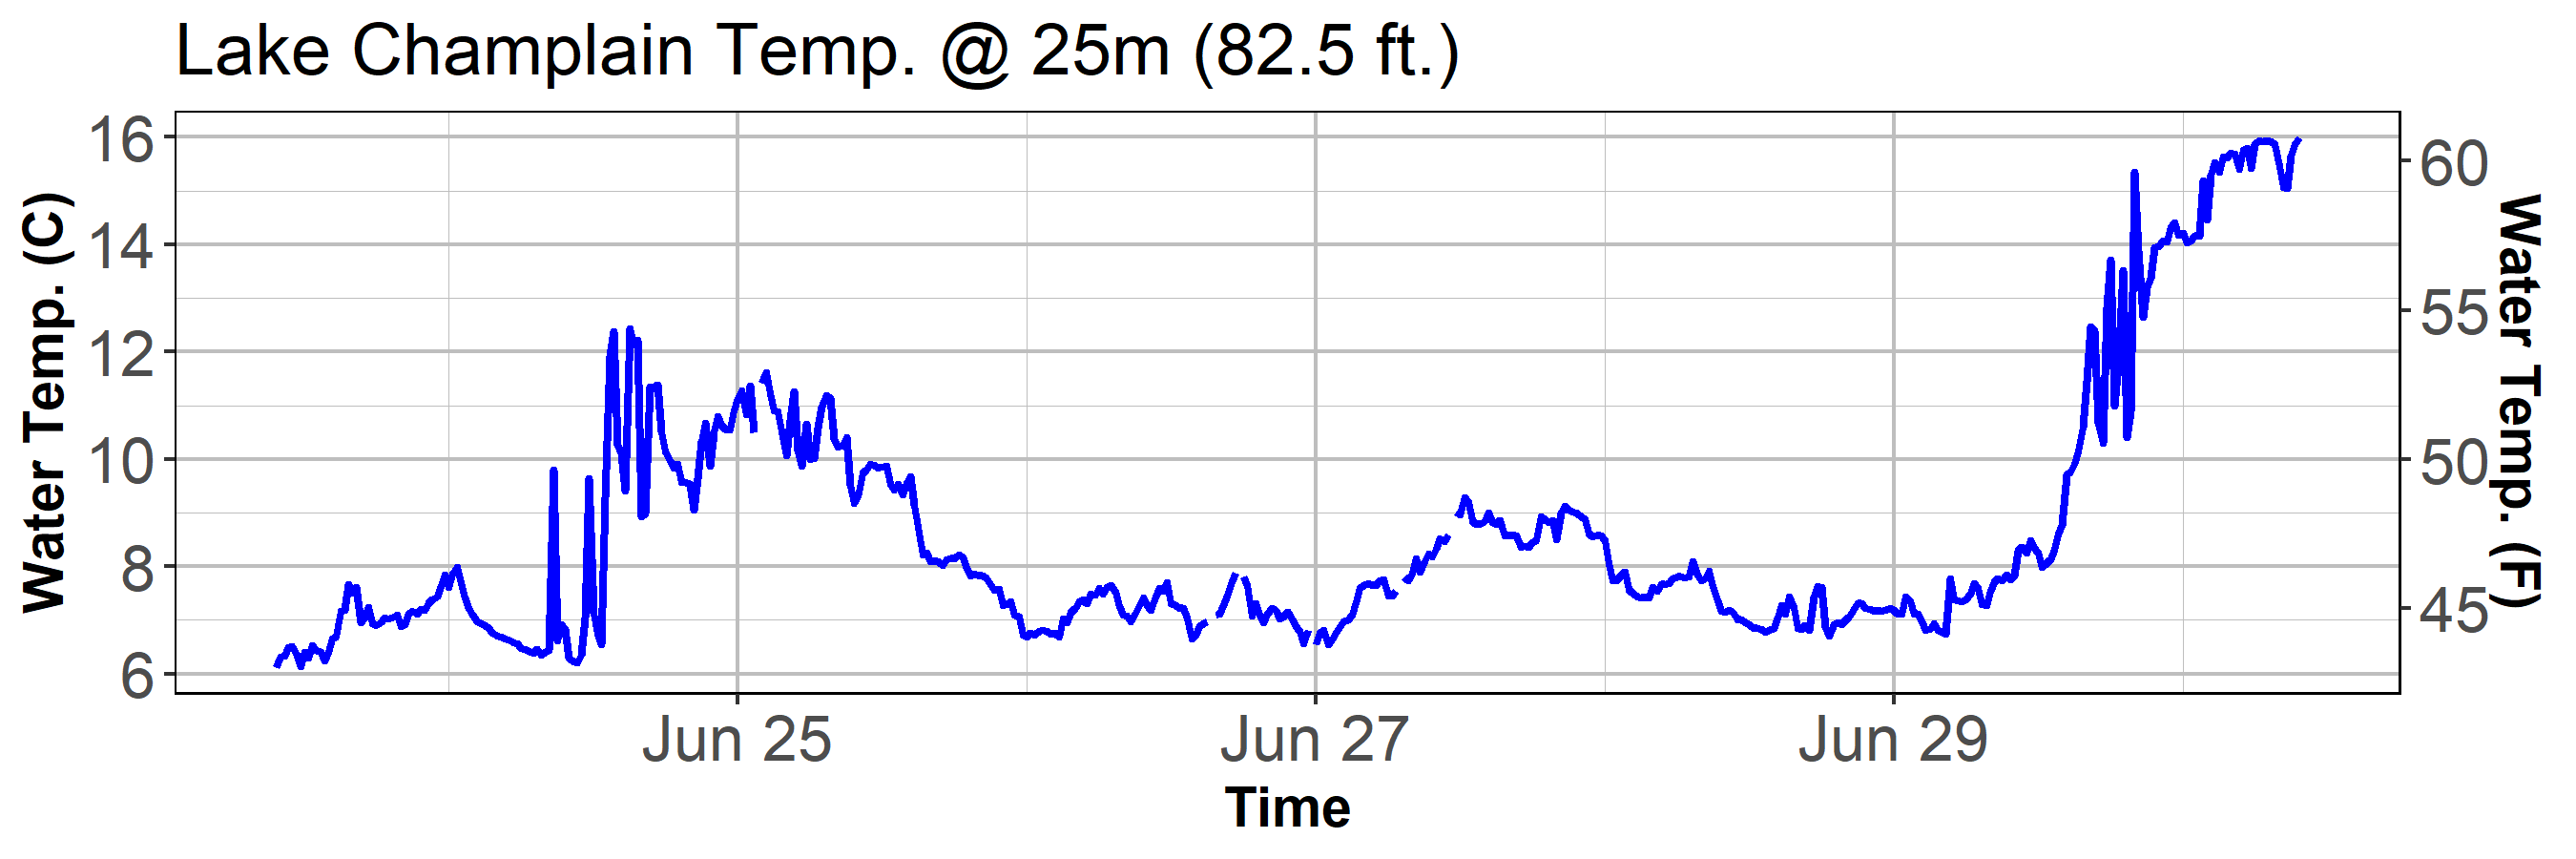 Lake Champlain Temp. @ 25m (82.5 ft.)
Water Temp. (C)
16
14
12
10
8
6
60
55
50
45
Water Temp. (F)
Jun 25 Jun 27 Jun 29
Time